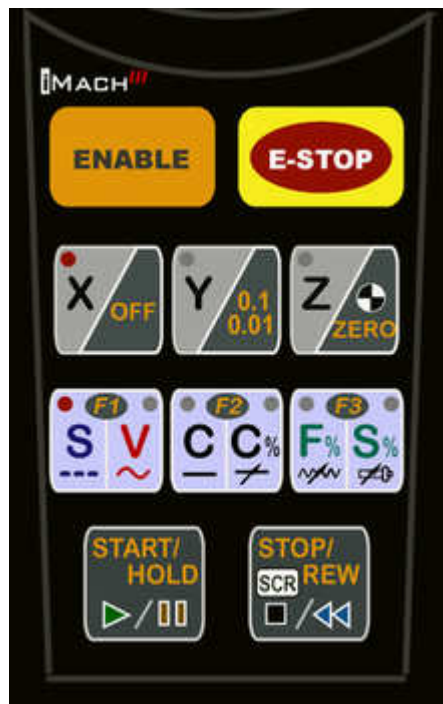 iMACH III
ENABLE
E-STOP
X OFF
Y 0.1
0.01
Z ZERO
F1
S V
F2
C C%
F3
F% S%
START/
HOLD
STOP/
SCR REW